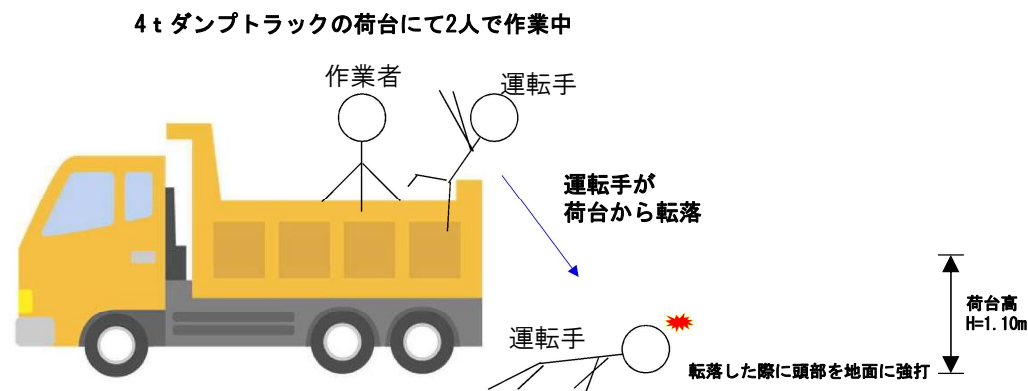 4ｔダンプトラックの荷台にて2人で作業中
作業者
運転手
運転手が
荷台から転落
荷台高
H=1.10m
運転手
転落した際に頭部を地面に強打